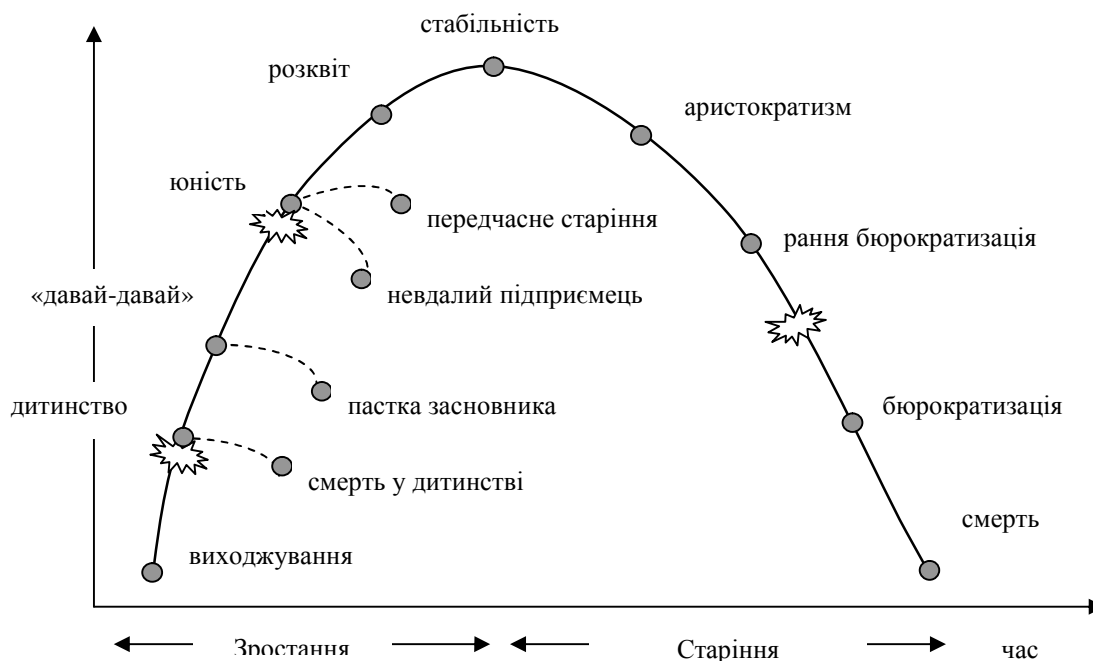 стабільність
розквіт
аристократизм
юність
передчасне старіння
рання бюрократизація
«давай-давай»
невдалий підприємець
дитинство
пастка засновника
бюрократизація
смерть у дитинстві
смерть
виходжування
Зростання
Старіння
час